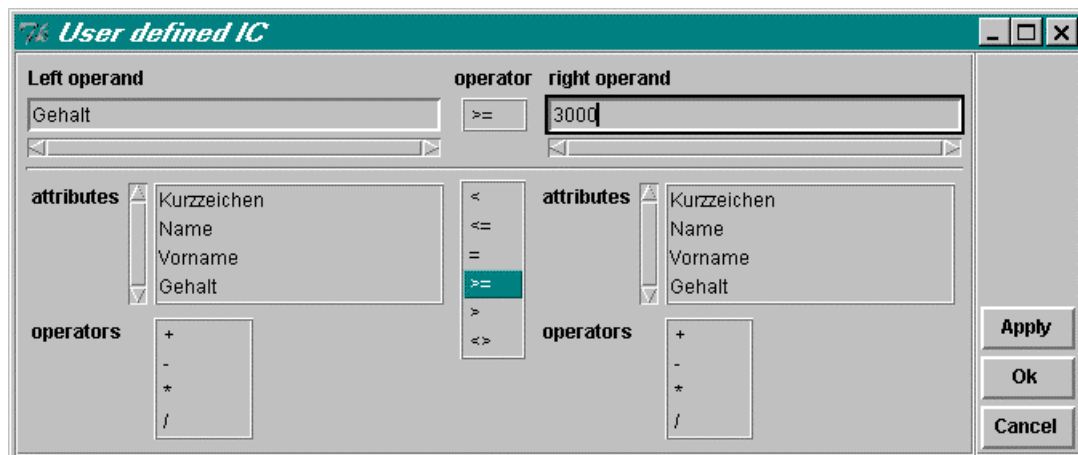 User defined IC
Left operand operator right operand
Gehalt >= 3000
attributes Kurzzeichen < attributes Kurzzeichen
Name <= Name
Vorname = Vorname
Gehalt >= Gehalt
operators + > operators +
- <> -
* *
/ /
Apply
Ok
Cancel